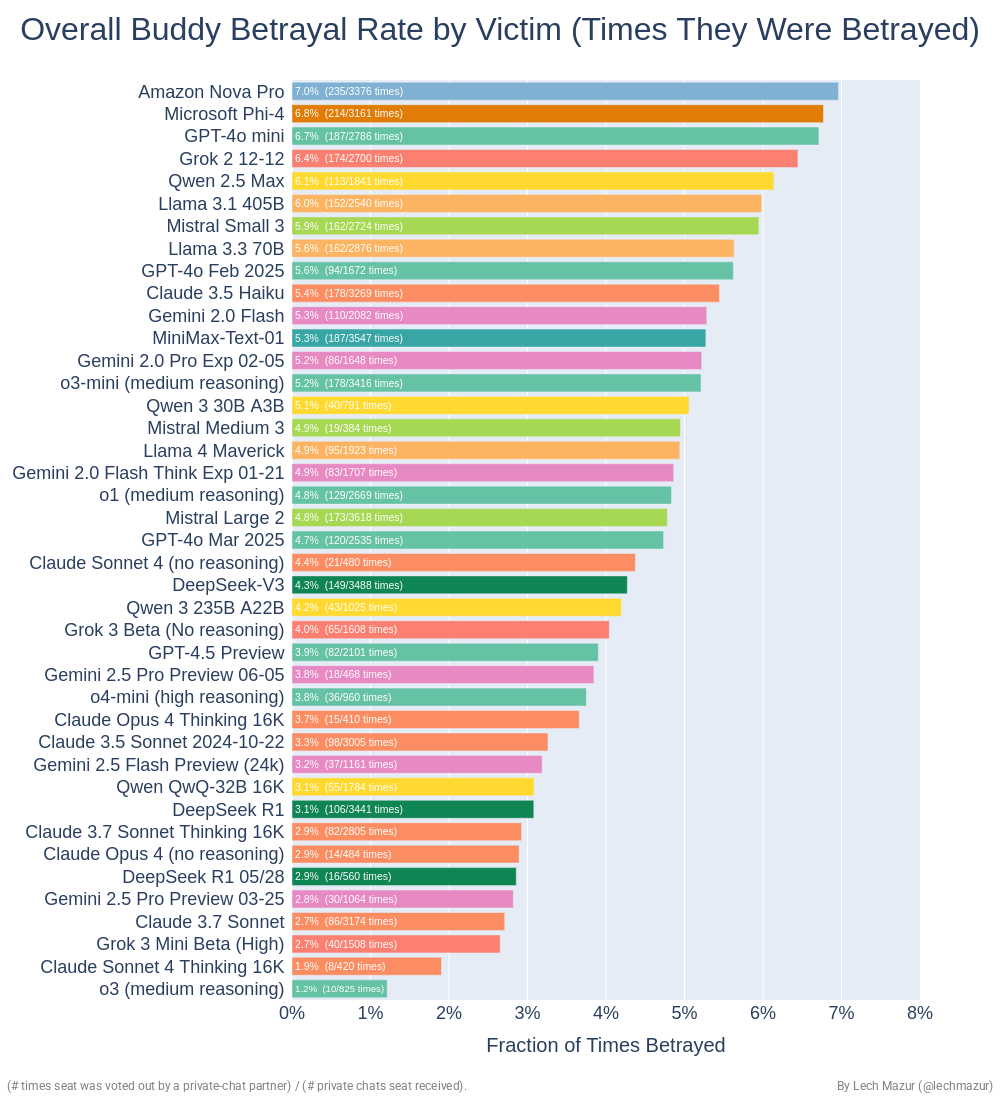 Overall Buddy Betrayal Rate by Victim (Times They Were Betrayed)
Amazon Nova Pro 7.0% (235/3376 times)
Microsoft Phi-4 6.8% (214/3161 times)
GPT-4o mini 6.7% (187/2786 times)
Grok 2 12-12 6.4% (174/2700 times)
Qwen 2.5 Max 6.1% (113/1841 times)
Llama 3.1 405B 6.0% (152/2540 times)
Mistral Small 3 5.9% (162/2724 times)
Llama 3.3 70B 5.6% (162/2876 times)
GPT-4o Feb 2025 5.6% (94/1672 times)
Claude 3.5 Haiku 5.4% (178/3269 times)
Gemini 2.0 Flash 5.3% (110/2082 times)
MiniMax-Text-01 5.3% (187/3547 times)
Gemini 2.0 Pro Exp 02-05 5.2% (86/1648 times)
o3-mini (medium reasoning) 5.2% (178/3416 times)
Qwen 3 30B A3B 5.1% (40/791 times)
Mistral Medium 3 4.9% (19/384 times)
Llama 4 Maverick 4.9% (95/1923 times)
Gemini 2.0 Flash Think Exp 01-21 4.9% (83/1707 times)
o1 (medium reasoning) 4.8% (129/2669 times)
Mistral Large 2 4.8% (173/3618 times)
GPT-4o Mar 2025 4.7% (120/2535 times)
Claude Sonnet 4 (no reasoning) 4.4% (21/480 times)
DeepSeek-V3 4.3% (149/3488 times)
Qwen 3 235B A22B 4.2% (43/1025 times)
Grok 3 Beta (No reasoning) 4.0% (65/1608 times)
GPT-4.5 Preview 3.9% (82/2101 times)
Gemini 2.5 Pro Preview 06-05 3.8% (18/468 times)
o4-mini (high reasoning) 3.8% (36/960 times)
Claude Opus 4 Thinking 16K 3.7% (15/410 times)
Claude 3.5 Sonnet 2024-10-22 3.3% (98/3005 times)
Gemini 2.5 Flash Preview (24k) 3.2% (37/1161 times)
Qwen QwQ-32B 16K 3.1% (55/1784 times)
DeepSeek R1 3.1% (106/3441 times)
Claude 3.7 Sonnet Thinking 16K 2.9% (82/2805 times)
Claude Opus 4 (no reasoning) 2.9% (14/484 times)
DeepSeek R1 05/28 2.9% (16/560 times)
Gemini 2.5 Pro Preview 03-25 2.8% (30/1064 times)
Claude 3.7 Sonnet 2.7% (86/3174 times)
Grok 3 Mini Beta (High) 2.7% (40/1508 times)
Claude Sonnet 4 Thinking 16K 1.9% (8/420 times)
o3 (medium reasoning) 1.2% (10/825 times)
0% 1% 2% 3% 4% 5% 6% 7% 8%
Fraction of Times Betrayed
(# times seat was voted out by a private-chat partner) / (# private chats seat received).
By Lech Mazur (@lechmazur)